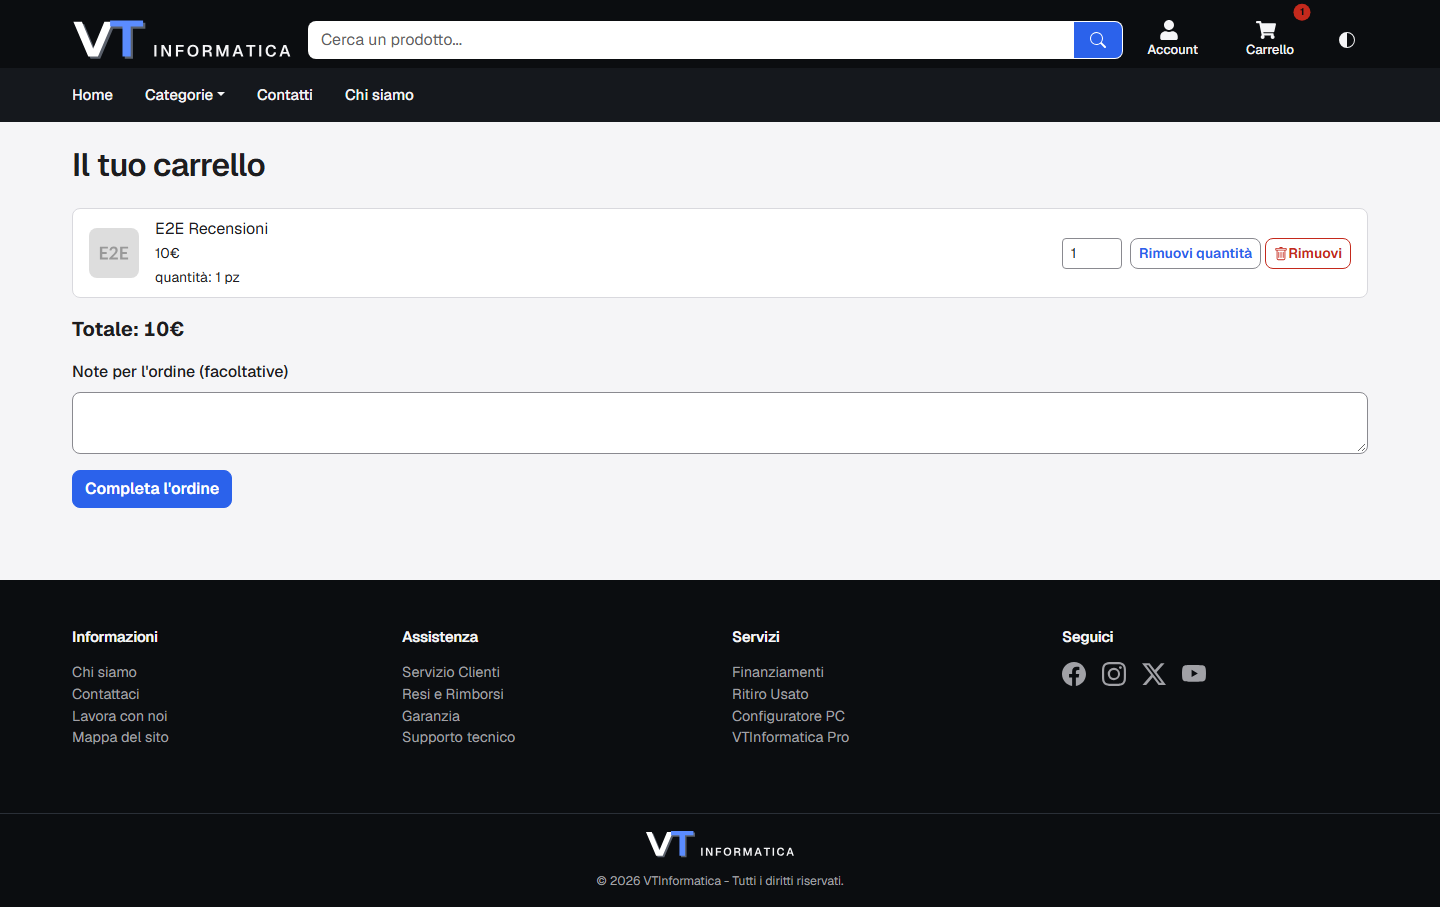 VT INFORMATICA
Cerca un prodotto...
Account
Carrello
1
Home
Categorie
Contatti
Chi siamo
Il tuo carrello
E2E
E2E Recensioni
10€
quantità: 1 pz
1
Rimuovi quantità
Rimuovi
Totale: 10€
Note per l'ordine (facoltative)
Completa l'ordine
Informazioni
Chi siamo
Contattaci
Lavora con noi
Mappa del sito
Assistenza
Servizio Clienti
Resi e Rimborsi
Garanzia
Supporto tecnico
Servizi
Finanziamenti
Ritiro Usato
Configuratore PC
VTInformatica Pro
Seguici
VT INFORMATICA
© 2026 VTInformatica - Tutti i diritti riservati.